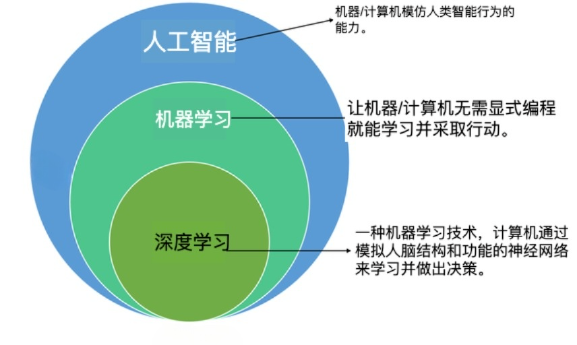 人工智能
机器/计算机模仿人类智能行为的
能力。
机器学习
让机器/计算机无需显式编程
就能学习并采取行动。
深度学习
一种机器学习技术，计算机通过
模拟人脑结构和功能的神经网络
来学习并做出决策。